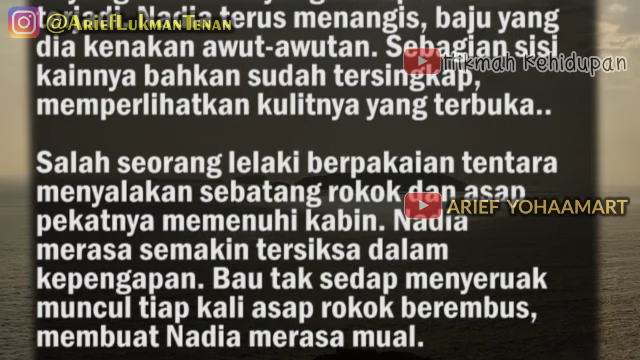 @AriefLukmanTenan
terjadi. Nadia terus menangis, baju yang
dia kenakan awut-awutan. Sebagian sisi
Hikmah Kehidupan
kainnya bahkan sudah tersingkap,
memperlihatkan kulitnya yang terbuka..
Salah seorang lelaki berpakaian tentara
menyalakan sebatang rokok dan asap
ARIEF YOHAAMART
pekatnya memenuhi kabin. Nadia
merasa semakin tersiksa dalam
kepengapan. Bau tak sedap menyeruak
muncul tiap kali asap rokok berembus,
membuat Nadia merasa mual.